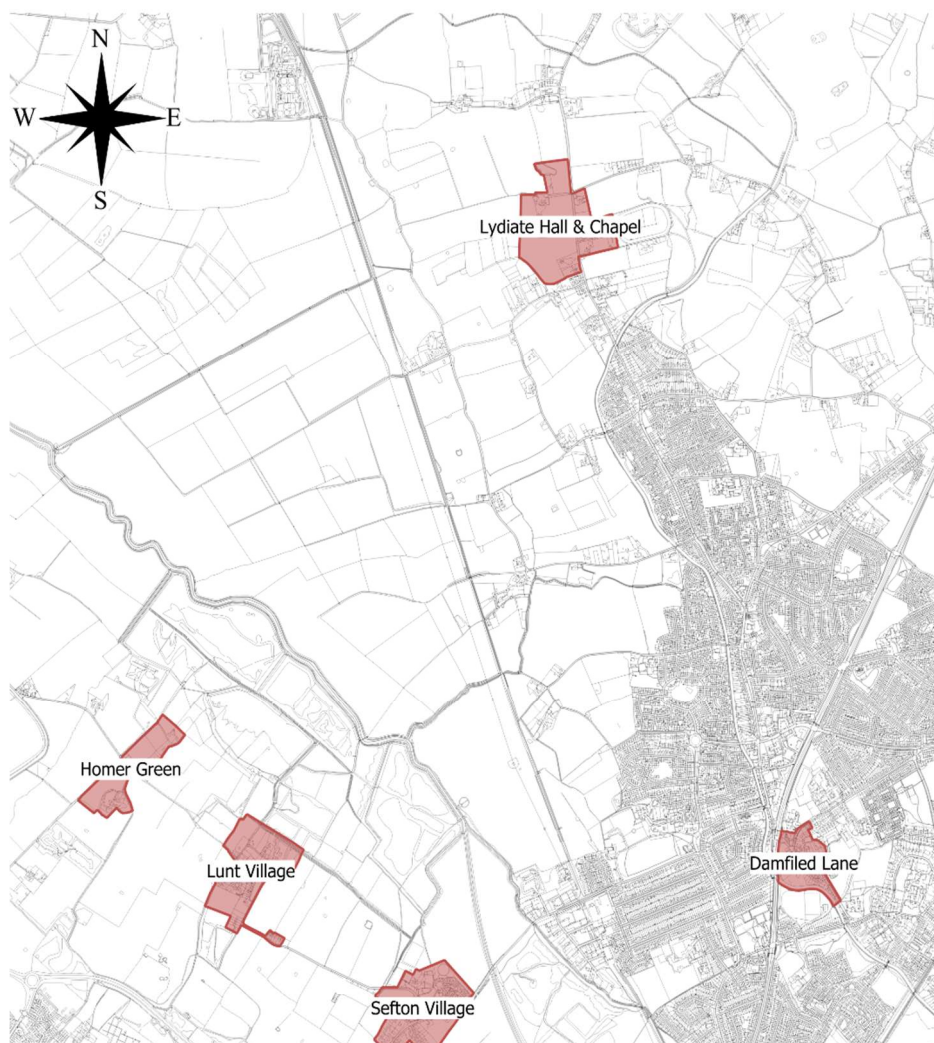 N
W E
S
Lydiate Hall & Chapel
Homer Green
Lunt Village
Damfiled Lane
Sefton Village